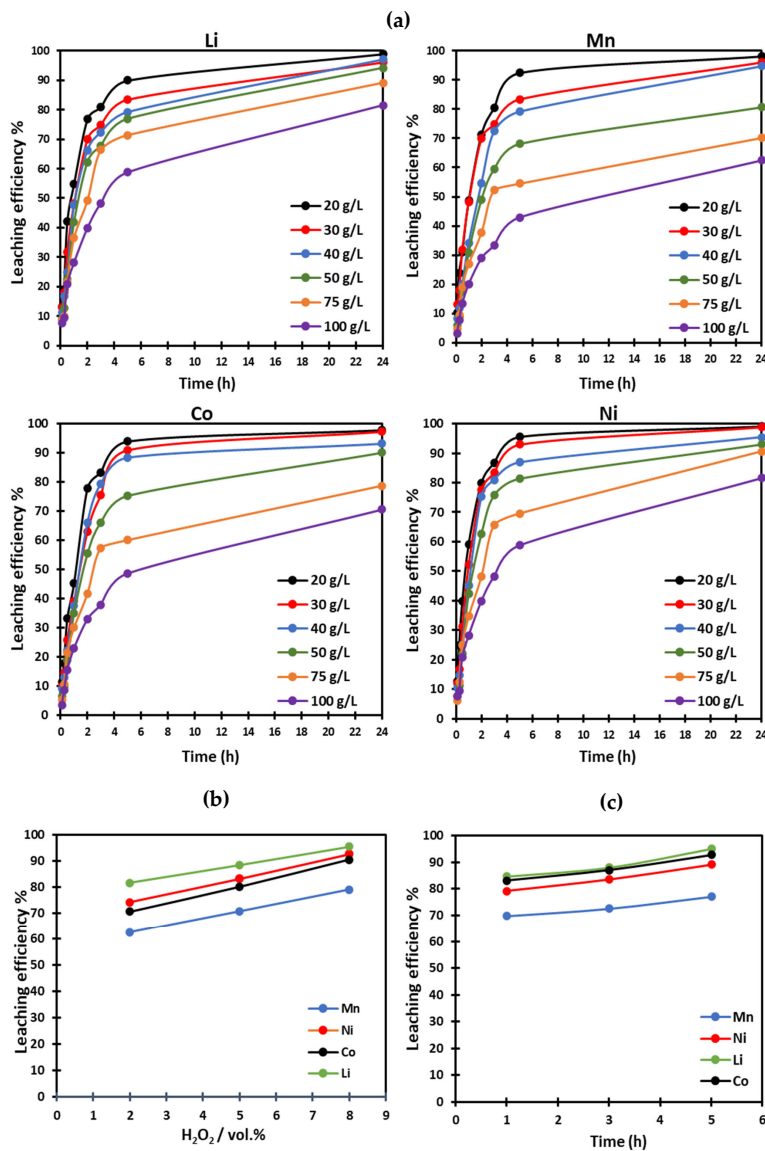 (a)
Li
Leaching efficiency %
100
90
80
70
60
50
40
30
20
10
0
20 g/L
30 g/L
40 g/L
50 g/L
75 g/L
100 g/L
0 2 4 6 8 10 12 14 16 18 20 22 24
Time (h)
Mn
Leaching efficiency %
100
90
80
70
60
50
40
30
20
10
0
20 g/L
30 g/L
40 g/L
50 g/L
75 g/L
100 g/L
0 2 4 6 8 10 12 14 16 18 20 22 24
Time (h)
Co
Leaching efficiency %
100
90
80
70
60
50
40
30
20
10
0
20 g/L
30 g/L
40 g/L
50 g/L
75 g/L
100 g/L
0 2 4 6 8 10 12 14 16 18 20 22 24
Time (h)
Ni
Leaching efficiency %
100
90
80
70
60
50
40
30
20
10
0
20 g/L
30 g/L
40 g/L
50 g/L
75 g/L
100 g/L
0 2 4 6 8 10 12 14 16 18 20 22 24
Time (h)
(b)
Leaching efficiency %
100
90
80
70
60
50
40
30
20
10
0
Mn
Ni
Co
Li
0 1 2 3 4 5 6 7 8 9
H₂O₂ / vol.%
(c)
Leaching efficiency %
100
90
80
70
60
50
40
30
20
10
0
Mn
Ni
Li
Co
0 1 2 3 4 5 6
Time (h)